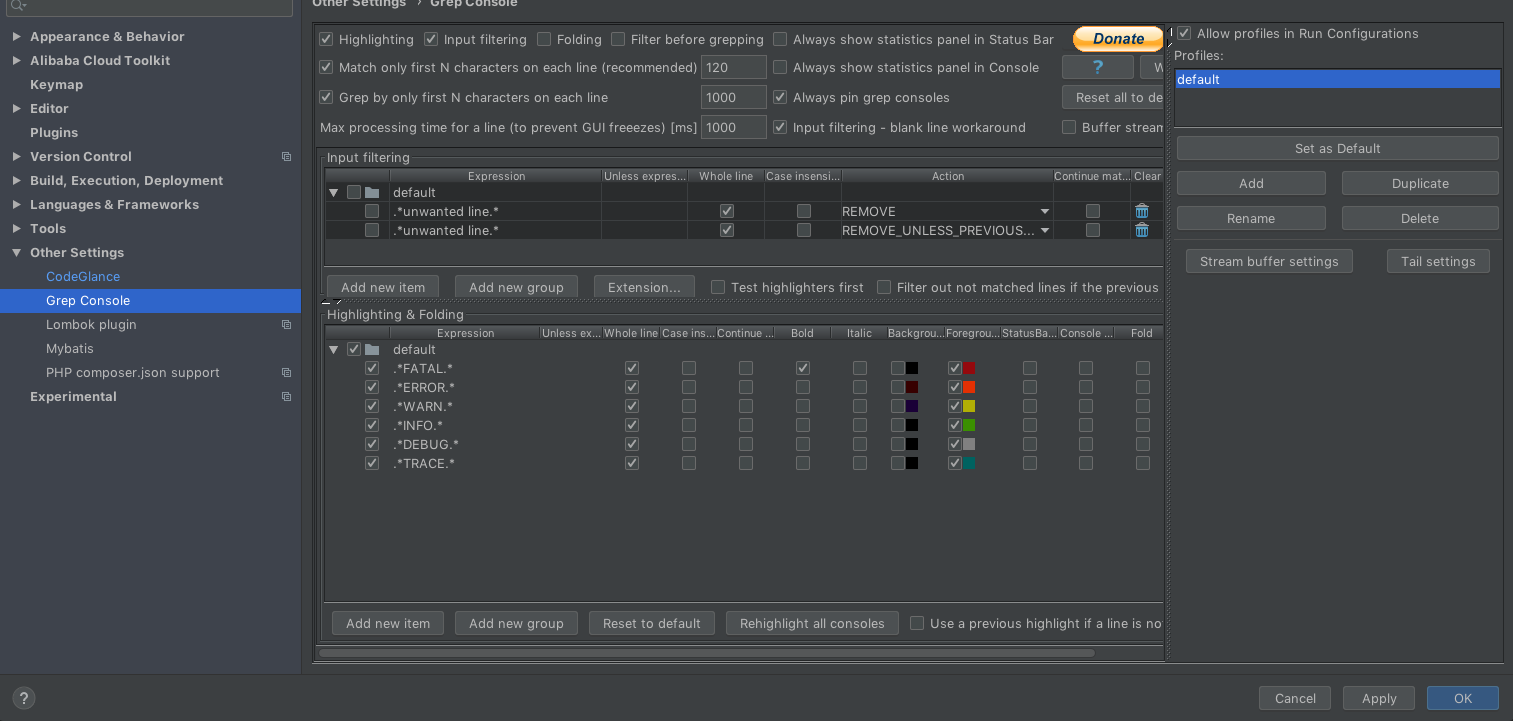 Other Settings › Grep Console
Appearance & Behavior
Alibaba Cloud Toolkit
Keymap
Editor
Plugins
Version Control
Build, Execution, Deployment
Languages & Frameworks
Tools
Other Settings
CodeGlance
Grep Console
Lombok plugin
Mybatis
PHP composer.json support
Experimental
Highlighting Input filtering Folding Filter before grepping Always show statistics panel in Status Bar Donate
Match only first N characters on each line (recommended) 120 Always show statistics panel in Console ? W
Grep by only first N characters on each line 1000 Always pin grep consoles Reset all to de
Max processing time for a line (to prevent GUI freeezes) [ms] 1000 Input filtering - blank line workaround Buffer stream
Input filtering
Expression Unless expres... Whole line Case insensi... Action Continue mat... Clear
default
.*unwanted line.* REMOVE
.*unwanted line.* REMOVE_UNLESS_PREVIOUS...
Add new item Add new group Extension... Test highlighters first Filter out not matched lines if the previous
Highlighting & Folding
Expression Unless ex... Whole line Case ins... Continue ... Bold Italic Backgrou... Foregrou... StatusBa... Console ... Fold
default
.*FATAL.*
.*ERROR.*
.*WARN.*
.*INFO.*
.*DEBUG.*
.*TRACE.*
Add new item Add new group Reset to default Rehighlight all consoles Use a previous highlight if a line is no
Allow profiles in Run Configurations
Profiles:
default
Set as Default
Add Duplicate
Rename Delete
Stream buffer settings Tail settings
? Cancel Apply OK